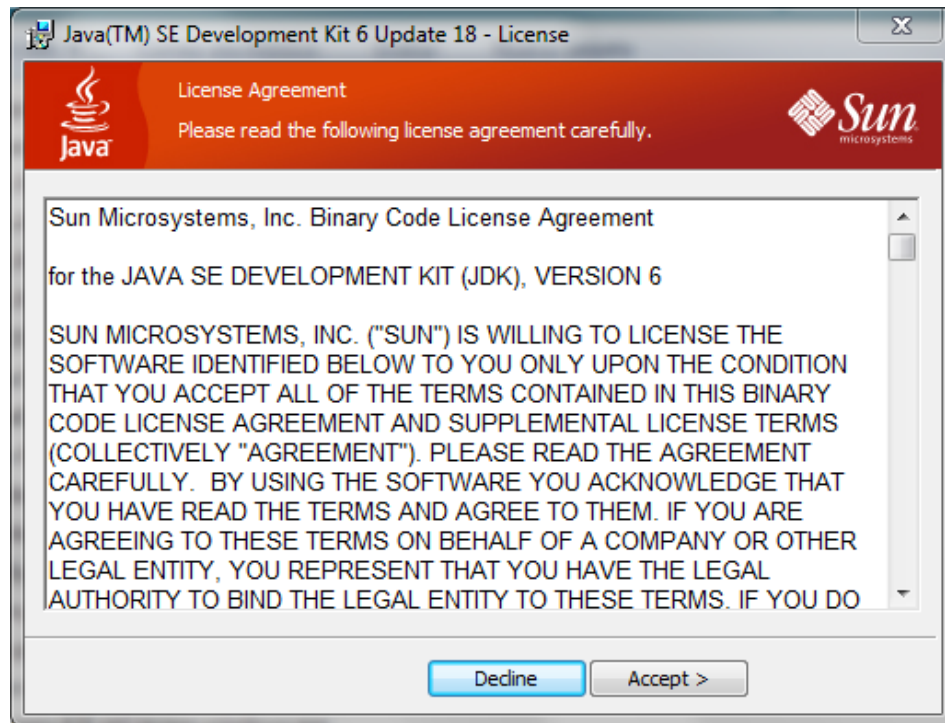 Java(TM) SE Development Kit 6 Update 18 - License
License Agreement
Please read the following license agreement carefully.
Java
Sun
microsystems
Sun Microsystems, Inc. Binary Code License Agreement
for the JAVA SE DEVELOPMENT KIT (JDK), VERSION 6
SUN MICROSYSTEMS, INC. ("SUN") IS WILLING TO LICENSE THE
SOFTWARE IDENTIFIED BELOW TO YOU ONLY UPON THE CONDITION
THAT YOU ACCEPT ALL OF THE TERMS CONTAINED IN THIS BINARY
CODE LICENSE AGREEMENT AND SUPPLEMENTAL LICENSE TERMS
(COLLECTIVELY "AGREEMENT"). PLEASE READ THE AGREEMENT
CAREFULLY.  BY USING THE SOFTWARE YOU ACKNOWLEDGE THAT
YOU HAVE READ THE TERMS AND AGREE TO THEM. IF YOU ARE
AGREEING TO THESE TERMS ON BEHALF OF A COMPANY OR OTHER
LEGAL ENTITY, YOU REPRESENT THAT YOU HAVE THE LEGAL
AUTHORITY TO BIND THE LEGAL ENTITY TO THESE TERMS. IF YOU DO
Decline
Accept >